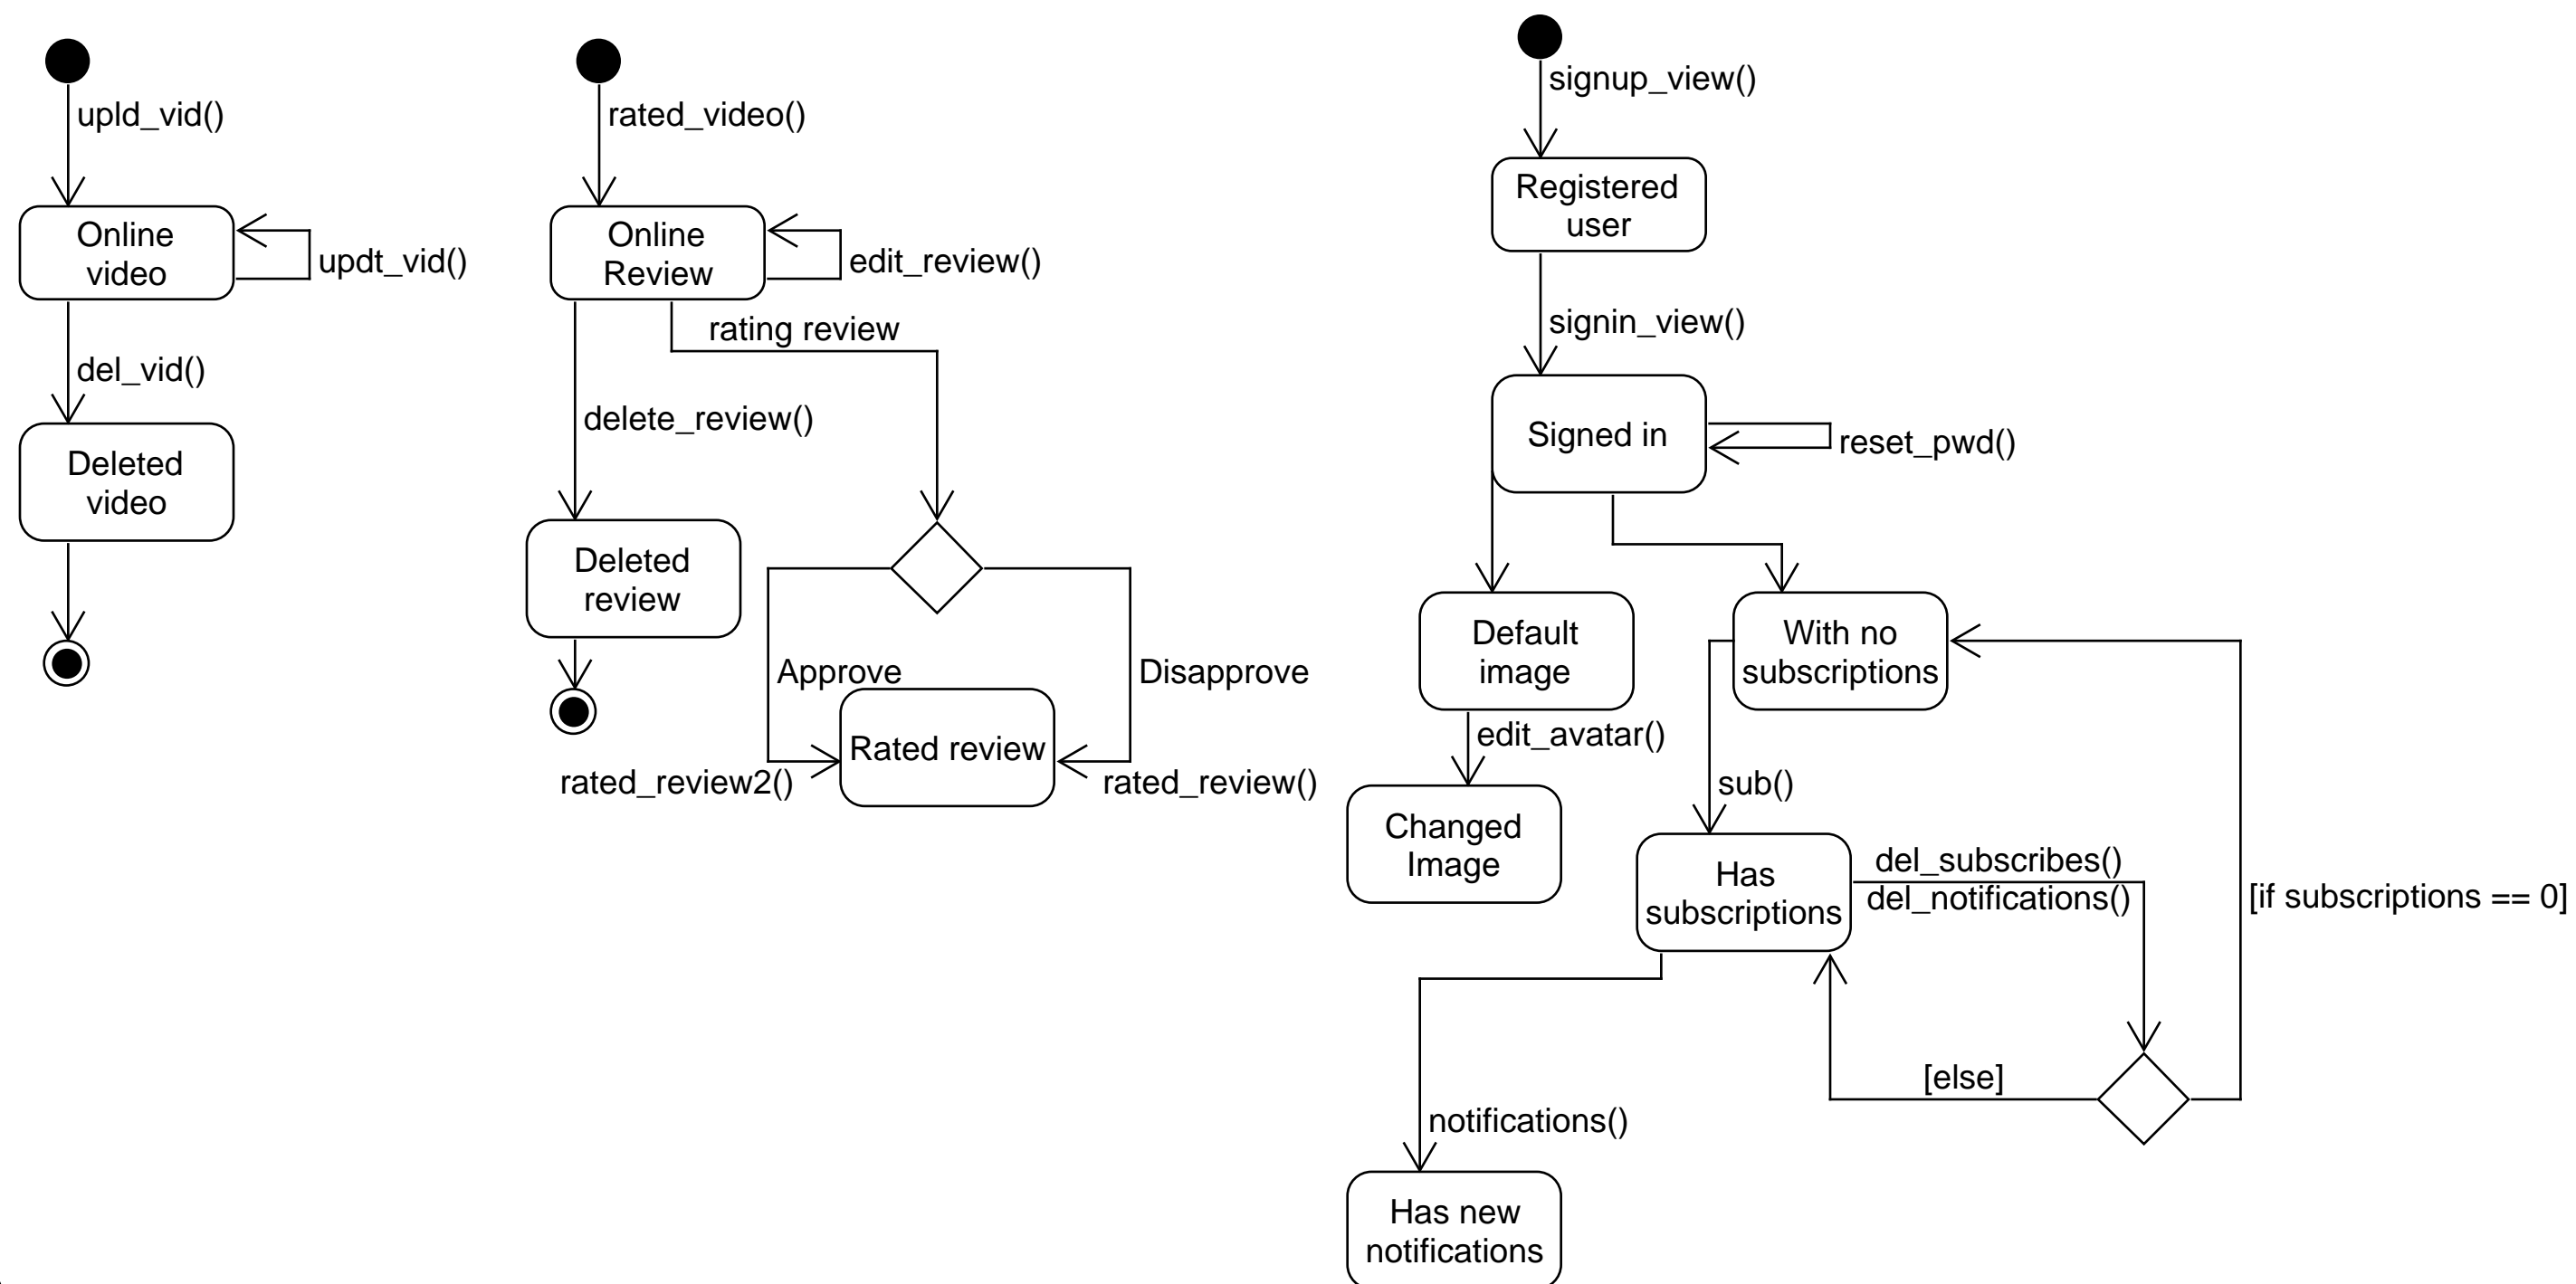 upld_vid()
Online
video
updt_vid()
del_vid()
Deleted
video
rated_video()
Online
Review
edit_review()
rating review
delete_review()
Deleted
review
Approve
Disapprove
Rated review
rated_review2()
rated_review()
signup_view()
Registered
user
signin_view()
Signed in
reset_pwd()
Default
image
With no
subscriptions
edit_avatar()
Changed
Image
sub()
Has
subscriptions
del_subscribes()
del_notifications()
[if subscriptions == 0]
[else]
notifications()
Has new
notifications